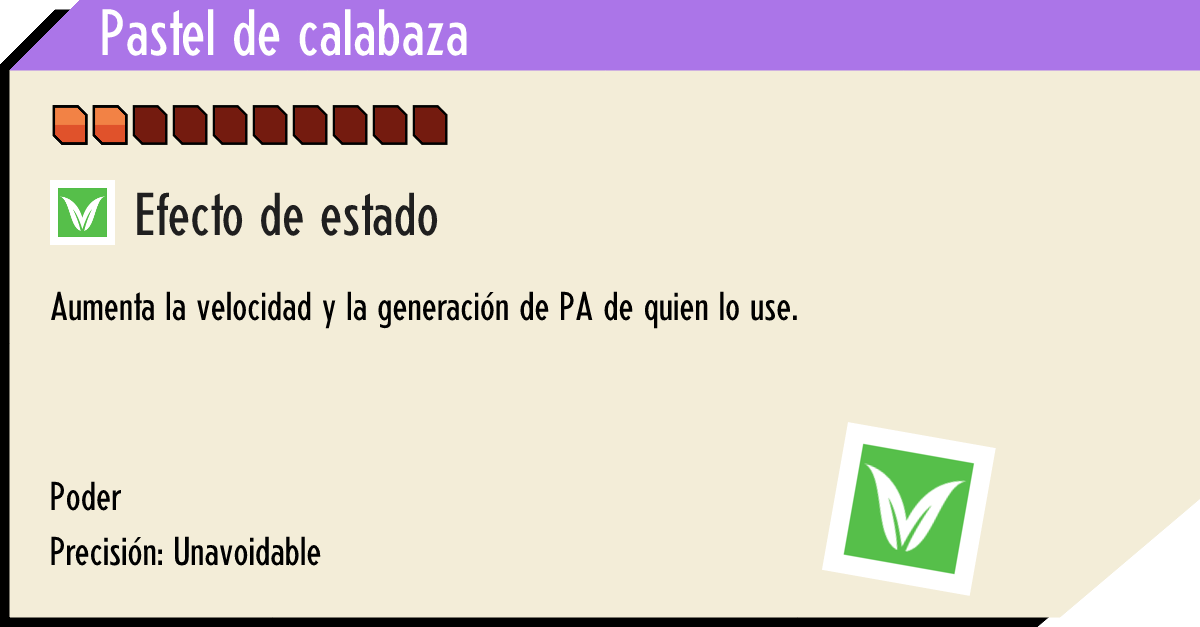 Pastel de calabaza
Efecto de estado
Aumenta la velocidad y la generación de PA de quien lo use.
Poder
Precisión: Unavoidable